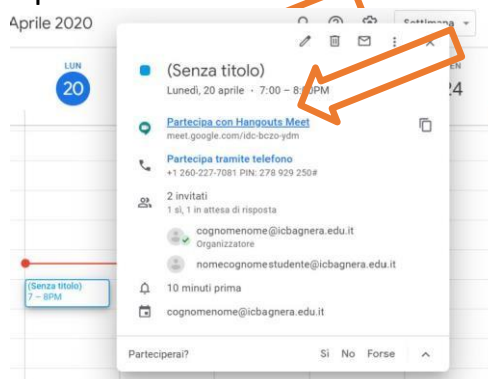 Aprile 2020
Settimana
LUN
20
24
(Senza titolo)
Lunedì, 20 aprile · 7:00 – 8:00PM
Partecipa con Hangouts Meet
meet.google.com/idc-bczo-ydm
Partecipa tramite telefono
+1 260-227-7081 PIN: 278 929 250#
2 invitati
1 sì, 1 in attesa di risposta
cognomenome@icbagnera.edu.it
Organizzatore
nomecognomestudente@icbagnera.edu.it
10 minuti prima
cognomenome@icbagnera.edu.it
(Senza titolo)
7 – 8PM
Parteciperai?
Sì No Forse